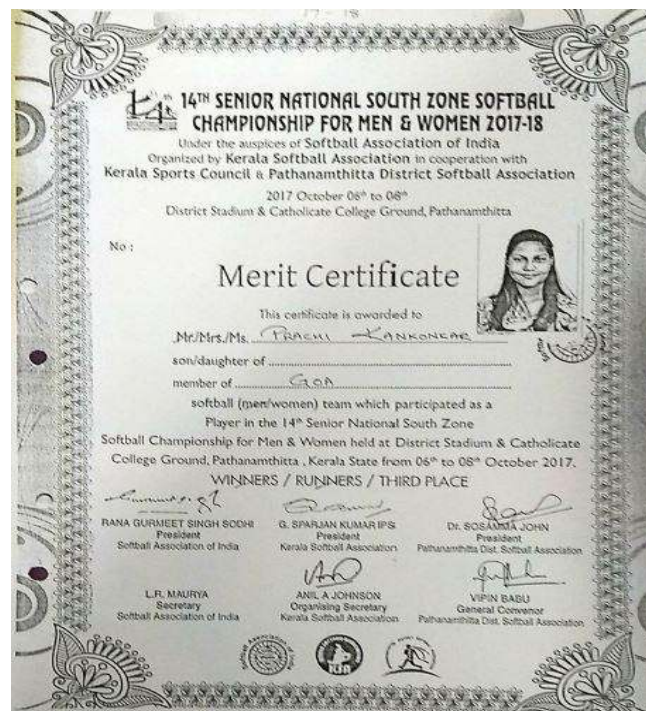 17 - 18
14TH SENIOR NATIONAL SOUTH ZONE SOFTBALL
CHAMPIONSHIP FOR MEN & WOMEN 2017-18
Under the auspices of Softball Association of India
Organized by Kerala Softball Association in cooperation with
Kerala Sports Council & Pathanamthitta District Softball Association
2017 October 06th to 08th
District Stadium & Catholicate College Ground, Pathanamthitta
No :
Merit Certificate
This certificate is awarded to
Mr./Mrs./Ms. PRACHI KANKONKAR
son/daughter of
member of GOA
softball (men/women) team which participated as a
Player in the 14th Senior National South Zone
Softball Championship for Men & Women held at District Stadium & Catholicate
College Ground, Pathanamthitta , Kerala State from 06th to 08th October 2017.
WINNERS / RUNNERS / THIRD PLACE
RANA GURMEET SINGH SODHI G. SPARJAN KUMAR IPS Dr. SOSAMMA JOHN
President President President
Softball Association of India Kerala Softball Association Pathanamthitta Dist. Softball Association
L.R. MAURYA ANIL A JOHNSON VIPIN BABU
Secretary Organising Secretary General Convenor
Softball Association of India Kerala Softball Association Pathanamthitta Dist. Softball Association